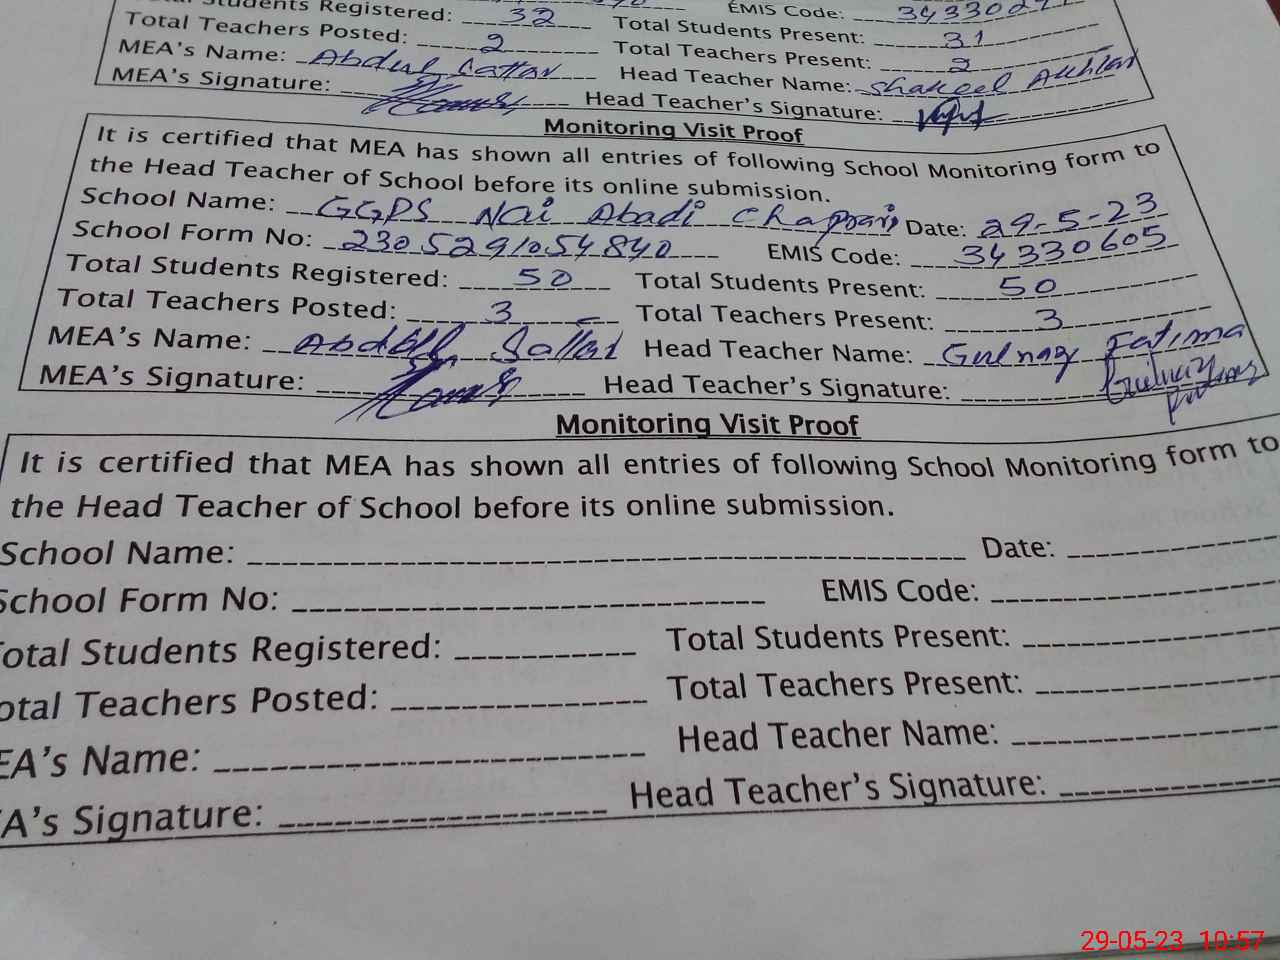 Students Registered: 32 EMIS Code:
Total Teachers Posted: 2 Total Students Present: 31
MEA's Name: Abdul Sattar Total Teachers Present: 2
MEA's Signature: Head Teacher Name: Shakeel Akhtar
Head Teacher's Signature:
Monitoring Visit Proof
It is certified that MEA has shown all entries of following School Monitoring form to
the Head Teacher of School before its online submission.
School Name: GGPS Nai Abadi Date: 29-5-23
School Form No: 2305291054840 EMIS Code: 34330605
Total Students Registered: 50 Total Students Present: 50
Total Teachers Posted: 3 Total Teachers Present: 3
MEA's Name: Abdul Sattar Head Teacher Name: Gulnaz Fatima
MEA's Signature: Head Teacher's Signature:
Monitoring Visit Proof
It is certified that MEA has shown all entries of following School Monitoring form to
the Head Teacher of School before its online submission.
School Name: Date:
School Form No: EMIS Code:
Total Students Registered: Total Students Present:
Total Teachers Posted: Total Teachers Present:
EA's Name: Head Teacher Name:
A's Signature: Head Teacher's Signature:
29-05-23 10:57